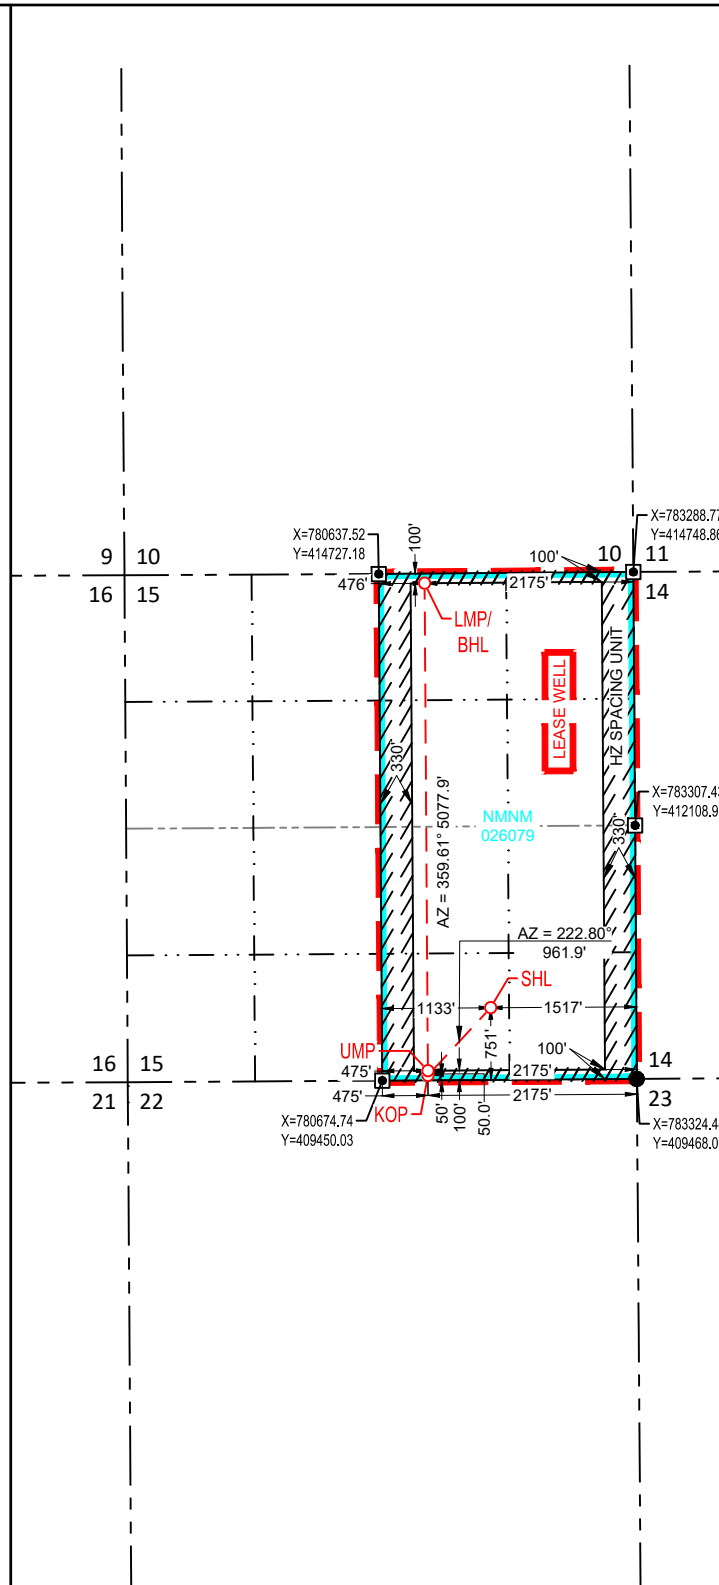 X=783288.77
Y=414748.86
X=780637.52
Y=414727.18
100'
9 10
16 15
100'
10 11
14
476'
2175'
LMP/
BHL
LEASE WELL
HZ SPACING UNIT
330'
AZ = 359.61° 5077.9'
NMNM
026079
X=783307.43
Y=412108.9
330'
AZ = 222.80°
961.9'
SHL
1133'
1517'
751'
UMP
100'
475'
2175'
16 15
21 22
14
23
475'
KOP
2175'
50'
100'
50.0'
X=780674.74
Y=409450.03
X=783324.4
Y=409468.0